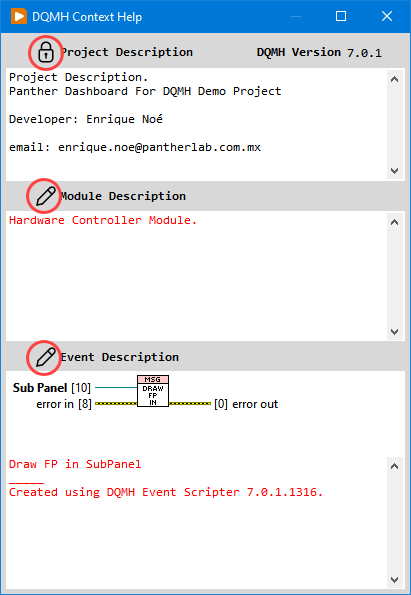 DQMH Context Help
Project Description DQMH Version 7.0.1
Project Description.
Panther Dashboard For DQMH Demo Project
Developer: Enrique Noé
email: enrique.noe@pantherlab.com.mx
Module Description
Hardware Controller Module.
Event Description
MSG
Sub Panel [10]
DRAW
FP
IN
error in [8] [0] error out
Draw FP in SubPanel
_____
Created using DQMH Event Scripter 7.0.1.1316.